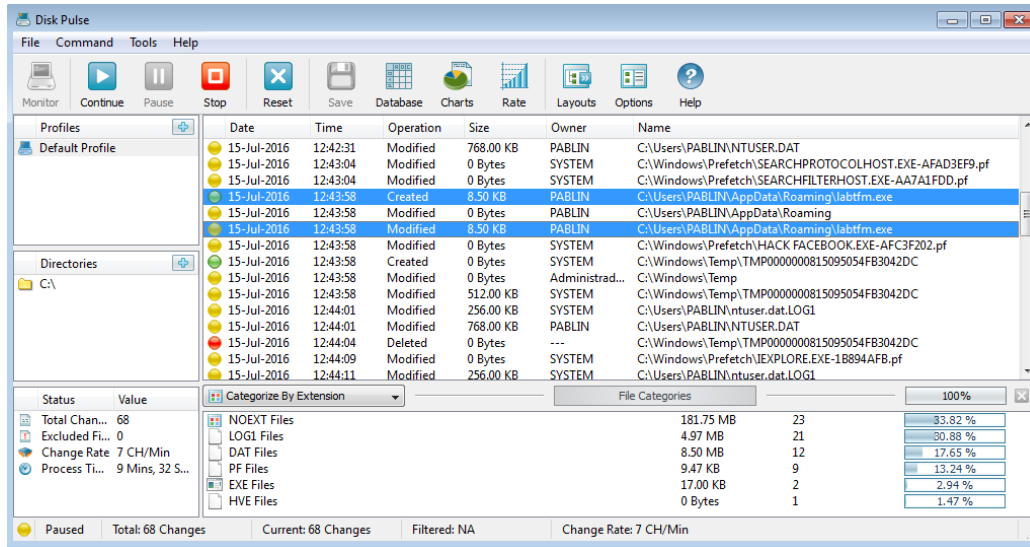 Disk Pulse
File Command Tools Help
Monitor Continue Pause Stop Reset Save Database Charts Rate Layouts Options Help
Profiles
Default Profile
Directories
C:\
Date Time Operation Size Owner Name
15-Jul-2016 12:42:31 Modified 768.00 KB PABLIN C:\Users\PABLIN\NTUSER.DAT
15-Jul-2016 12:43:04 Modified 0 Bytes SYSTEM C:\Windows\Prefetch\SEARCHPROTOCOLHOST.EXE-AFAD3EF9.pf
15-Jul-2016 12:43:04 Modified 0 Bytes SYSTEM C:\Windows\Prefetch\SEARCHFILTERHOST.EXE-AA7A1FDD.pf
15-Jul-2016 12:43:58 Created 8.50 KB PABLIN C:\Users\PABLIN\AppData\Roaming\labtfm.exe
15-Jul-2016 12:43:58 Modified 0 Bytes PABLIN C:\Users\PABLIN\AppData\Roaming
15-Jul-2016 12:43:58 Modified 8.50 KB PABLIN C:\Users\PABLIN\AppData\Roaming\labtfm.exe
15-Jul-2016 12:43:58 Modified 0 Bytes SYSTEM C:\Windows\Prefetch\HACK FACEBOOK.EXE-AFC3F202.pf
15-Jul-2016 12:43:58 Created 0 Bytes SYSTEM C:\Windows\Temp\TMP0000000815095054FB3042DC
15-Jul-2016 12:43:58 Modified 0 Bytes Administrad... C:\Windows\Temp
15-Jul-2016 12:43:58 Modified 512.00 KB SYSTEM C:\Windows\Temp\TMP0000000815095054FB3042DC
15-Jul-2016 12:44:01 Modified 256.00 KB SYSTEM C:\Users\PABLIN\ntuser.dat.LOG1
15-Jul-2016 12:44:01 Modified 768.00 KB PABLIN C:\Users\PABLIN\NTUSER.DAT
15-Jul-2016 12:44:04 Deleted 0 Bytes --- C:\Windows\Temp\TMP0000000815095054FB3042DC
15-Jul-2016 12:44:09 Modified 0 Bytes SYSTEM C:\Windows\Prefetch\IEXPLORE.EXE-1B894AFB.pf
15-Jul-2016 12:44:11 Modified 256.00 KB SYSTEM C:\Users\PABLIN\ntuser.dat.LOG1
Status Value
Total Chan... 68
Excluded Fi... 0
Change Rate 7 CH/Min
Process Ti... 9 Mins, 32 S...
Categorize By Extension File Categories 100%
NOEXT Files 181.75 MB 23 33.82 %
LOG1 Files 4.97 MB 21 30.88 %
DAT Files 8.50 MB 12 17.65 %
PF Files 9.47 KB 9 13.24 %
EXE Files 17.00 KB 2 2.94 %
HVE Files 0 Bytes 1 1.47 %
Paused Total: 68 Changes Current: 68 Changes Filtered: NA Change Rate: 7 CH/Min